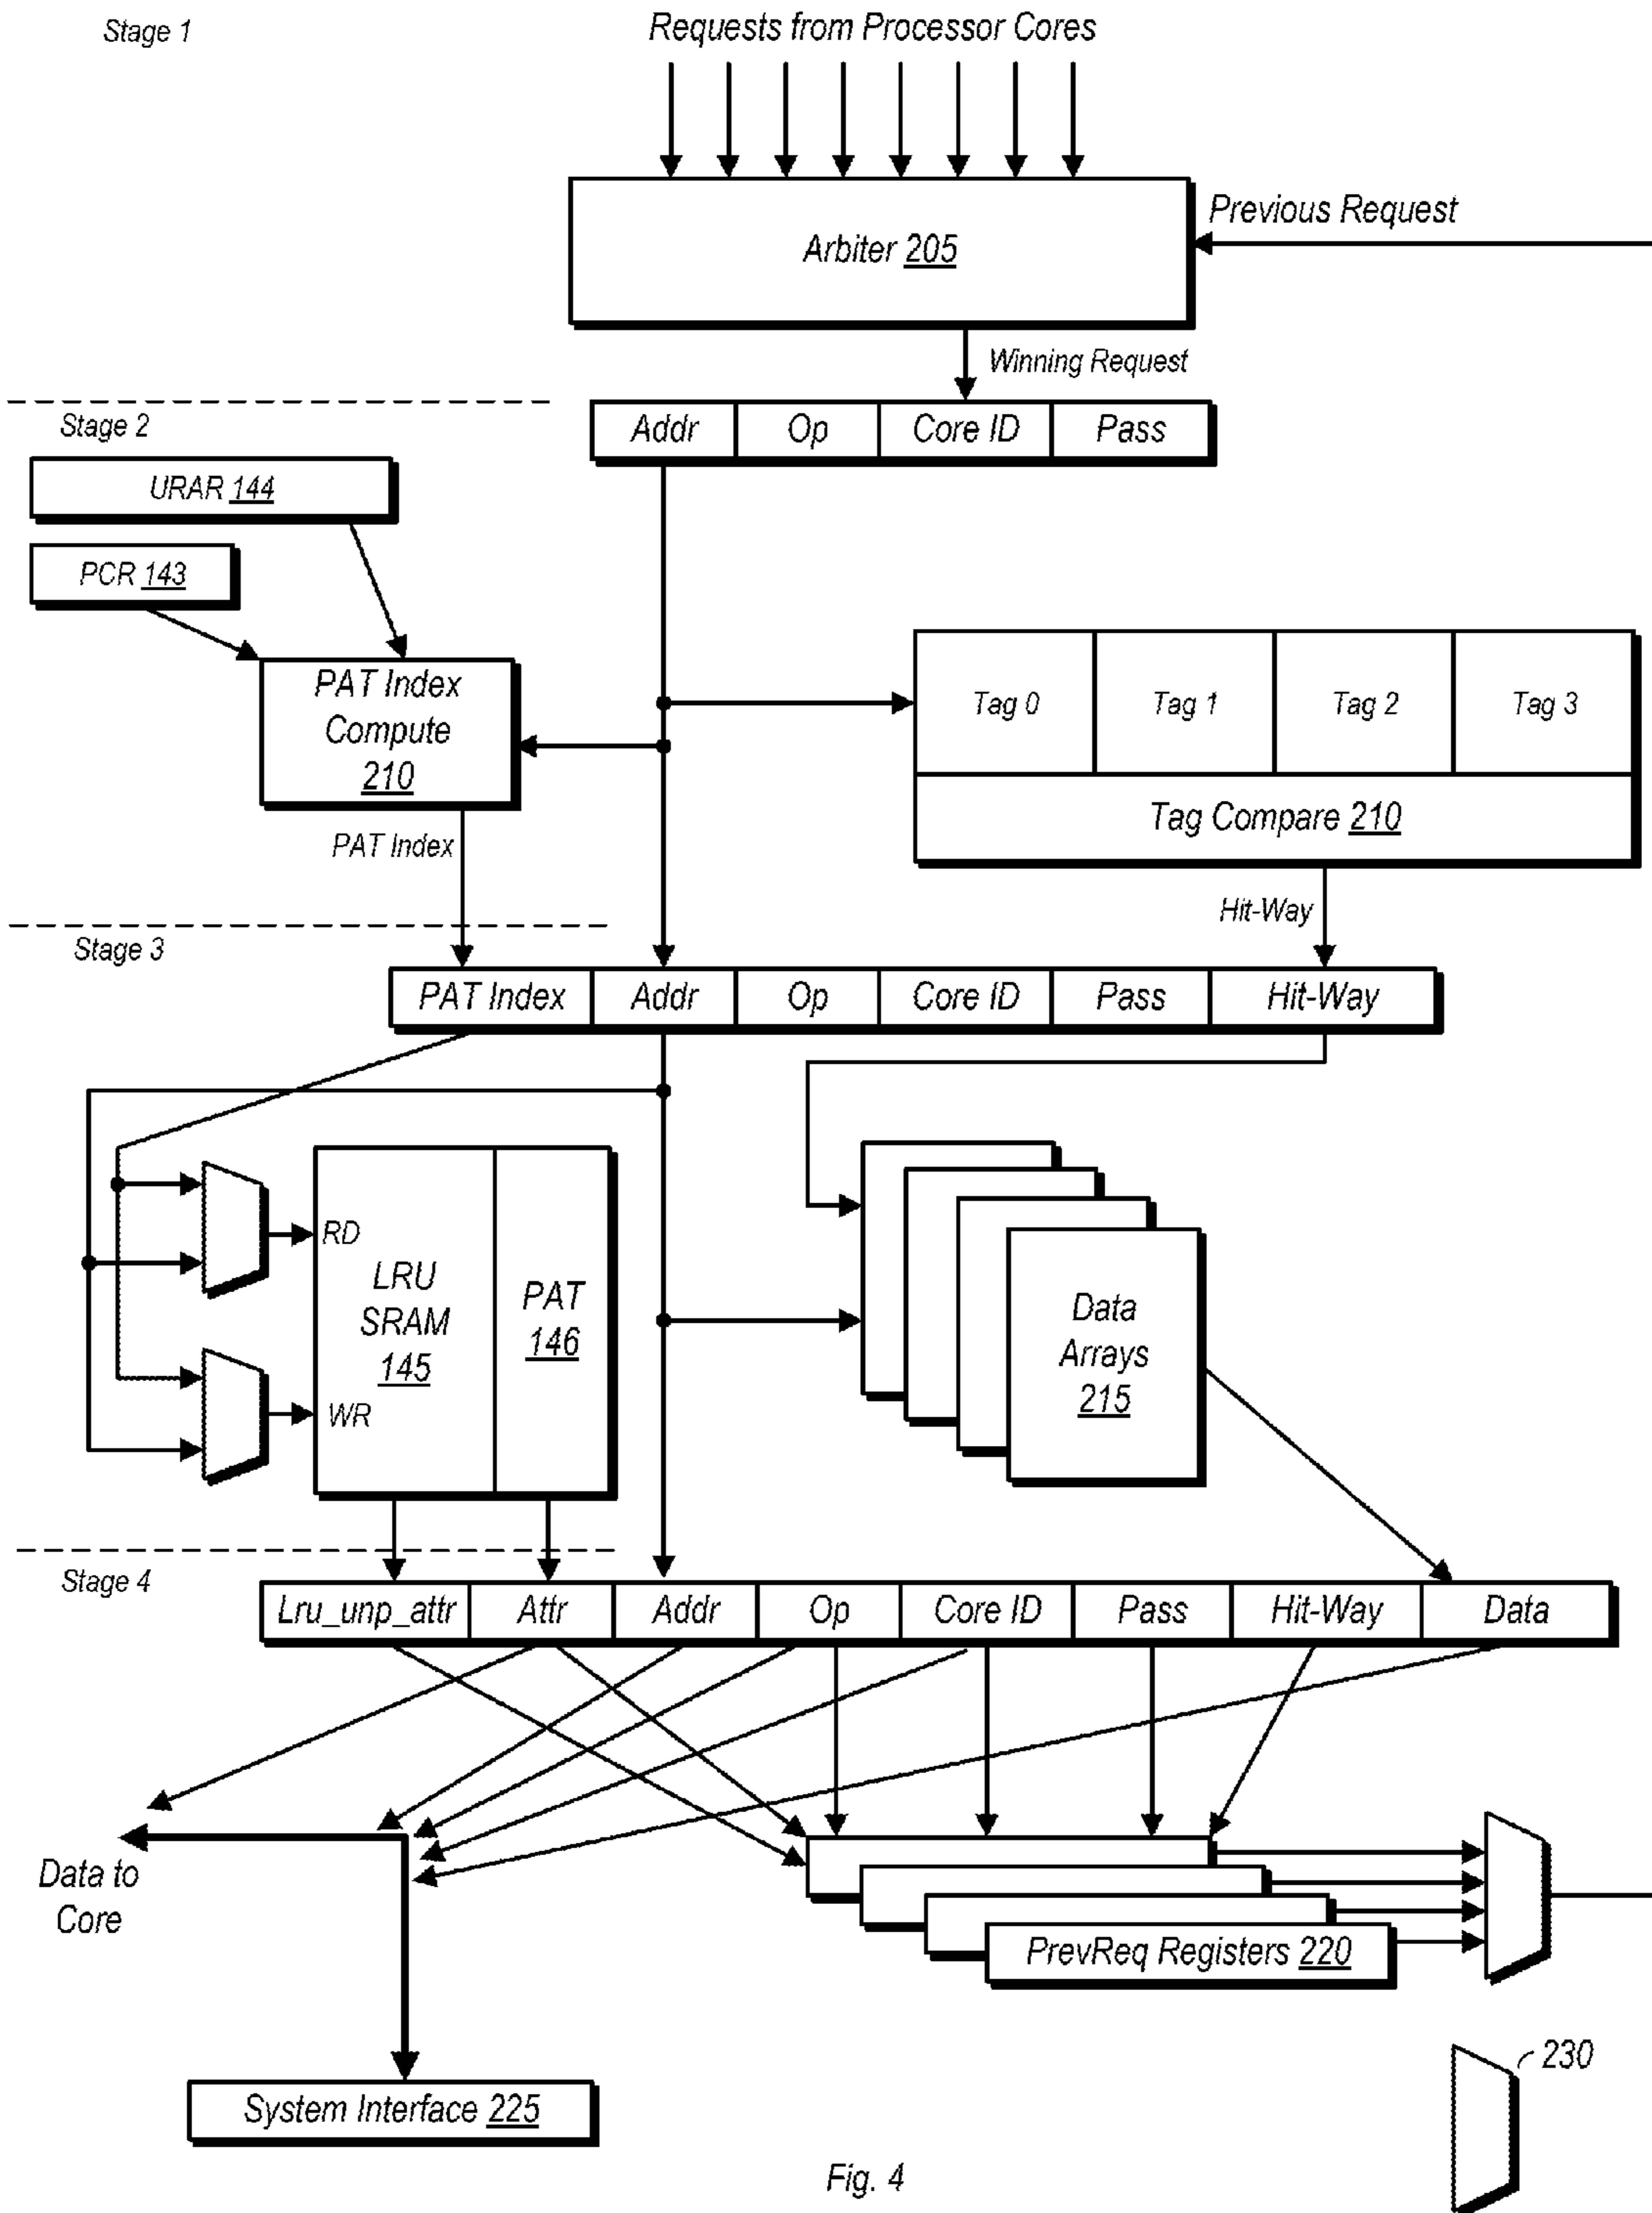 Stage 1
Requests from Processor Cores
Previous Request
Arbiter 205
Winning Request
Stage 2
Addr Op Core ID Pass
URAR 144
PCR 143
PAT Index
Compute
210
Tag 0 Tag 1 Tag 2 Tag 3
Tag Compare 210
PAT Index
Hit-Way
Stage 3
PAT Index Addr Op Core ID Pass Hit-Way
RD
LRU
SRAM
145
PAT
146
WR
Data
Arrays
215
Stage 4
Lru_unp_attr Attr Addr Op Core ID Pass Hit-Way Data
Data to
Core
PrevReq Registers 220
230
System Interface 225
Fig. 4